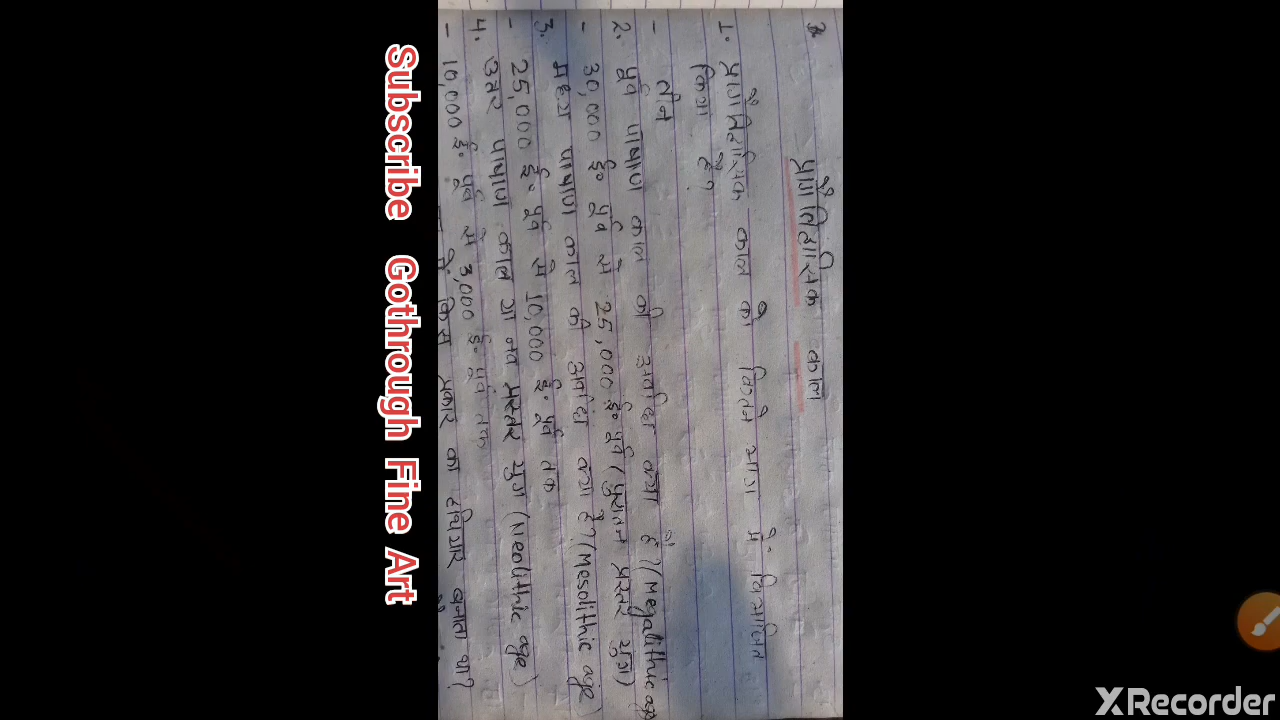 प्रागैतिहासिक काल
1. प्रागैतिहासिक काल को कितने भागों में विभाजित
किया है?
- तीन
2. पूर्व पाषाण काल की अवधि क्या है? (Megalithic age
- 30,000 ई॰ पूर्व से 25,000 ई॰ पूर्व (पुरातन प्रस्तर युग)
3. मध्य पाषाण काल क अवधि क्या है? (Mesolithic age)
- 25,000 ई॰ पूर्व से 10,000 ई॰ पूर्व तक
4. उत्तर पाषाण काल या नव प्रस्तर युग (Neolithic age)
- 10,000 ई॰ पूर्व से 3,000 ई॰ पूर्व तक
किस प्रकार का हथियार बनाता था?
Subscribe Gothrough Fine Art
XRecorder